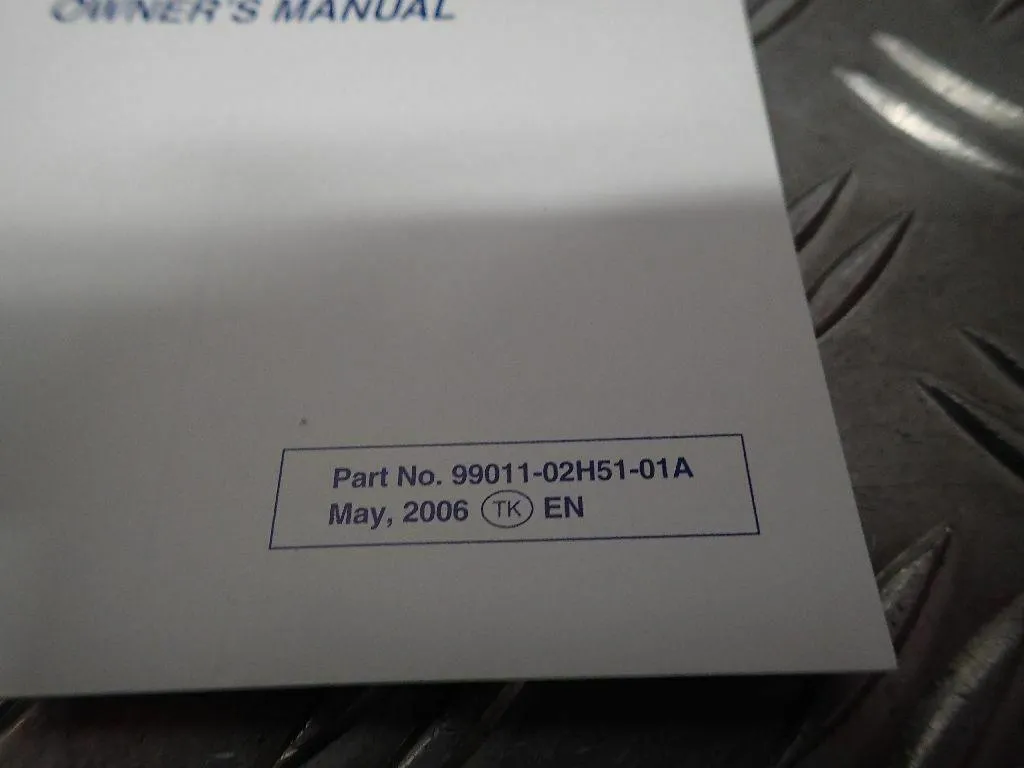 OWNER'S MANUAL
Part No. 99011-02H51-01A
May, 2006 TK EN